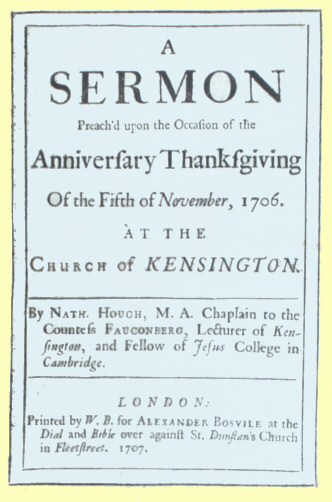 A
SERMON
Preach'd upon the Occaſion of the
Anniverſary Thankſgiving
Of the Fifth of November, 1706.
AT THE
CHURCH of KENSINGTON.
By NATH. HOUGH, M. A. Chaplain to the
Counteſs FAUCONBERG, Lecturer of Ken-
ſington, and Fellow of Jeſus College in
Cambridge.
LONDON:
Printed by W. B. for ALEXANDER BOSVILE at the
Dial and Bible over againſt St. Dunſtan's Church
in Fleetſtreet. 1707.